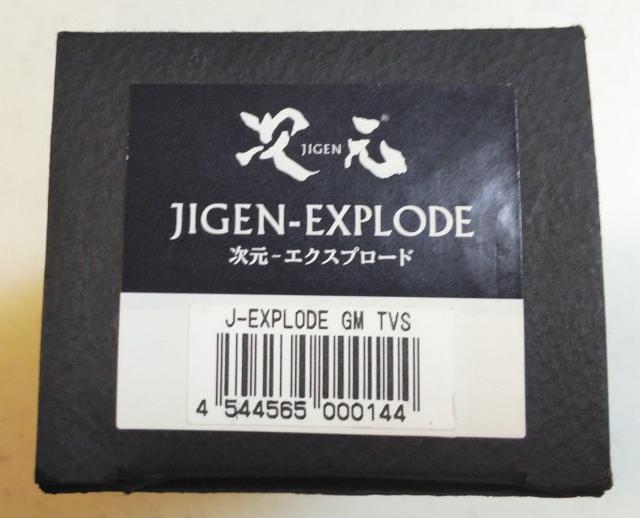 次 JIGEN 元®
JIGEN-EXPLODE
次元-エクスプロード
J-EXPLODE GM TVS
4 544565 000144